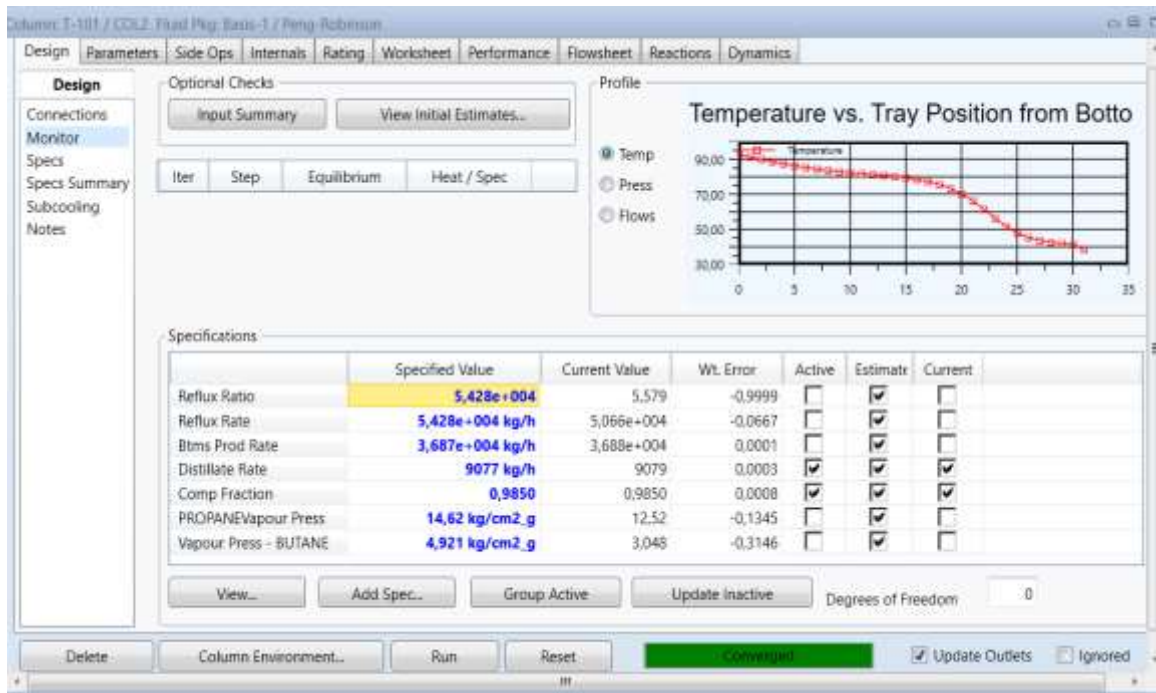 Column: T-101 / COL2 Fluid Pkg: Basis-1 / Peng-Robinson
Design Parameters Side Ops Internals Rating Worksheet Performance Flowsheet Reactions Dynamics
Design
Connections
Monitor
Specs
Specs Summary
Subcooling
Notes
Optional Checks
Input Summary View Initial Estimates...
Iter Step Equilibrium Heat / Spec
Profile
Temp
Press
Flows
Temperature vs. Tray Position from Botto
Temperature
90,00
70,00
50,00
30,00
0 5 10 15 20 25 30 35
Specifications
Specified Value Current Value Wt. Error Active Estimate Current
Reflux Ratio 5,428e+004 5,579 -0,9999
Reflux Rate 5,428e+004 kg/h 5,066e+004 -0,0667
Btms Prod Rate 3,687e+004 kg/h 3,688e+004 0,0001
Distillate Rate 9077 kg/h 9079 0,0003
Comp Fraction 0,9850 0,9850 0,0008
PROPANEVapour Press 14,62 kg/cm2_g 12,52 -0,1345
Vapour Press - BUTANE 4,921 kg/cm2_g 3,048 -0,3146
View... Add Spec... Group Active Update Inactive Degrees of Freedom 0
Delete Column Environment... Run Reset Converged Update Outlets Ignored